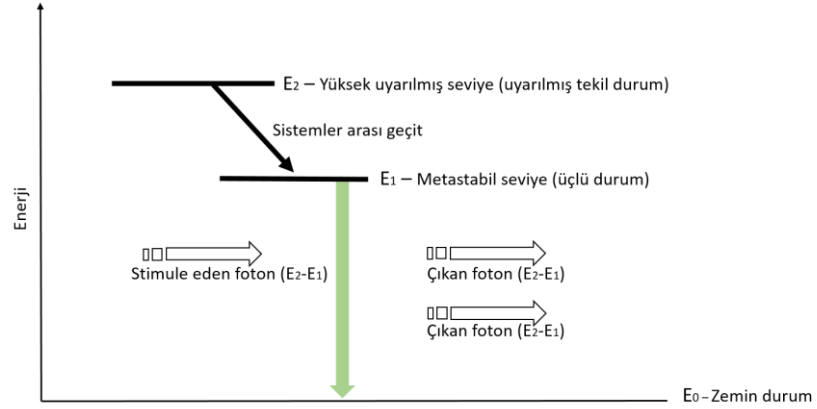 E2 – Yüksek uyarılmış seviye (uyarılmış tekil durum)
Sistemler arası geçit
E1 – Metastabil seviye (üçlü durum)
Enerji
Stimule eden foton (E2-E1)
Çıkan foton (E2-E1)
Çıkan foton (E2-E1)
E0 – Zemin durum